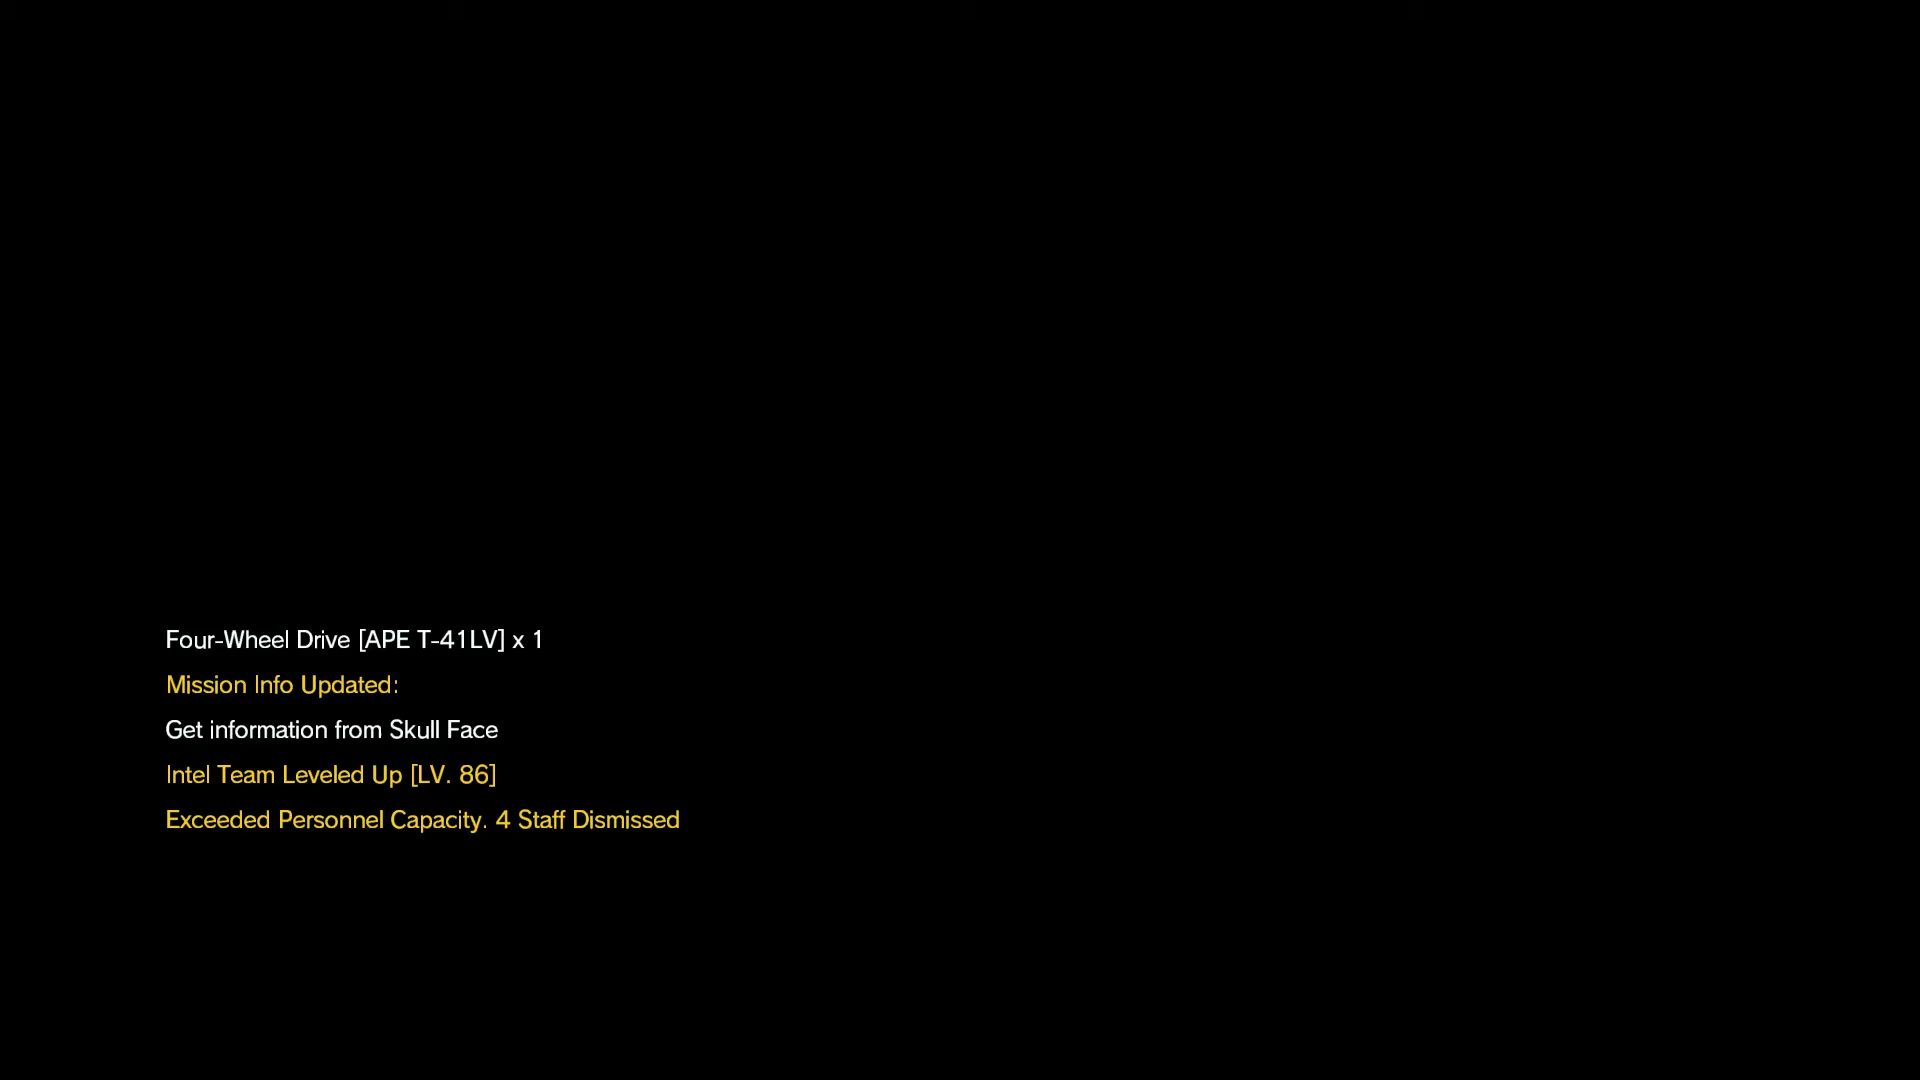 Four-Wheel Drive [APE T-41LV] x 1
Mission Info Updated:
Get information from Skull Face
Intel Team Leveled Up [LV. 86]
Exceeded Personnel Capacity. 4 Staff Dismissed